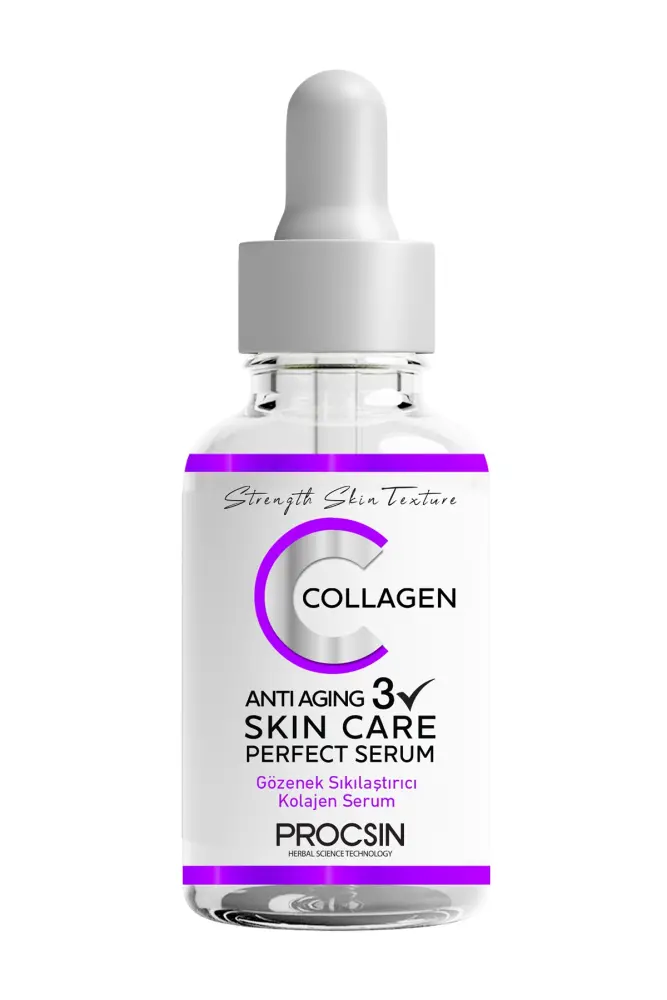 Strength Skin Texture
COLLAGEN
ANTI AGING 3✓
SKIN CARE
PERFECT SERUM
Gözenek Sıkılaştırıcı
Kolajen Serum
PROCSIN
HERBAL SCIENCE TECHNOLOGY